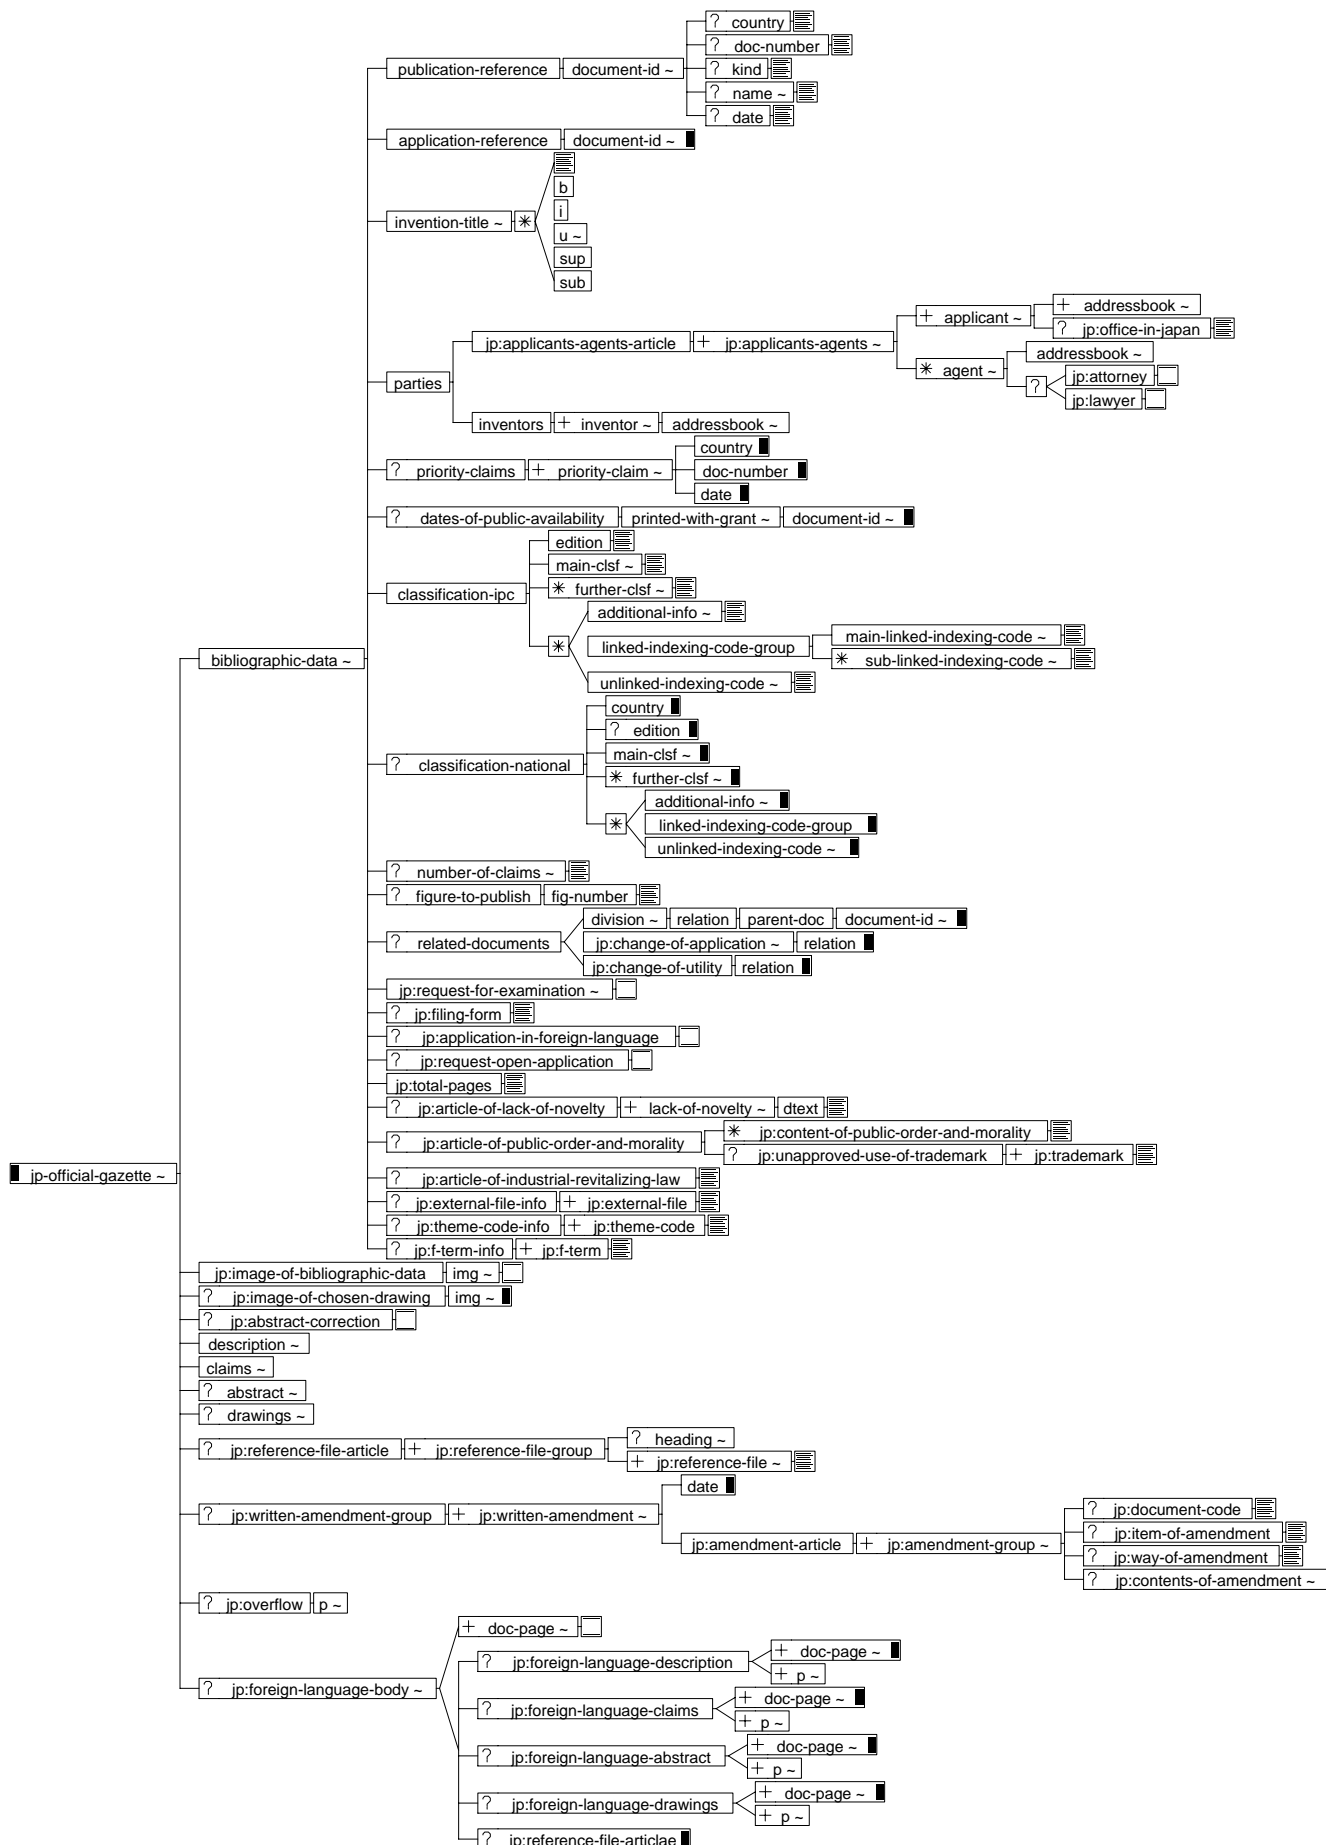 ? country
? doc-number
publication-reference document-id ~ ? kind
? name ~
? date
application-reference document-id ~
b
i
invention-title ~ *
u ~
sup
sub
+ addressbook ~
+ applicant ~
? jp:office-in-japan
jp:applicants-agents-article + jp:applicants-agents ~
addressbook ~
* agent ~
jp:attorney
parties
?
jp:lawyer
inventors + inventor ~ addressbook ~
country
? priority-claims + priority-claim ~ doc-number
date
? dates-of-public-availability printed-with-grant ~ document-id ~
edition
main-clsf ~
classification-ipc * further-clsf ~
additional-info ~
main-linked-indexing-code ~
* linked-indexing-code-group
bibliographic-data ~ * sub-linked-indexing-code ~
unlinked-indexing-code ~
country
? edition
main-clsf ~
? classification-national
* further-clsf ~
additional-info ~
* linked-indexing-code-group
unlinked-indexing-code ~
? number-of-claims ~
? figure-to-publish fig-number
division ~ relation parent-doc document-id ~
? related-documents jp:change-of-application ~ relation
jp:change-of-utility relation
jp:request-for-examination ~
? jp:filing-form
? jp:application-in-foreign-language
? jp:request-open-application
jp:total-pages
? jp:article-of-lack-of-novelty + lack-of-novelty ~ dtext
* jp:content-of-public-order-and-morality
? jp:article-of-public-order-and-morality
? jp:unapproved-use-of-trademark + jp:trademark
jp-official-gazette ~ ? jp:article-of-industrial-revitalizing-law
? jp:external-file-info + jp:external-file
? jp:theme-code-info + jp:theme-code
? jp:f-term-info + jp:f-term
jp:image-of-bibliographic-data img ~
? jp:image-of-chosen-drawing img ~
? jp:abstract-correction
description ~
claims ~
? abstract ~
? drawings ~
? heading ~
? jp:reference-file-article + jp:reference-file-group
+ jp:reference-file ~
date
? jp:document-code
? jp:written-amendment-group + jp:written-amendment ~
? jp:item-of-amendment
jp:amendment-article + jp:amendment-group ~
? jp:way-of-amendment
? jp:contents-of-amendment ~
? jp:overflow p ~
+ doc-page ~
+ doc-page ~
? jp:foreign-language-description
+ p ~
? jp:foreign-language-body ~
+ doc-page ~
? jp:foreign-language-claims
+ p ~
+ doc-page ~
? jp:foreign-language-abstract
+ p ~
+ doc-page ~
? jp:foreign-language-drawings
+ p ~
? jp:reference-file-articlae